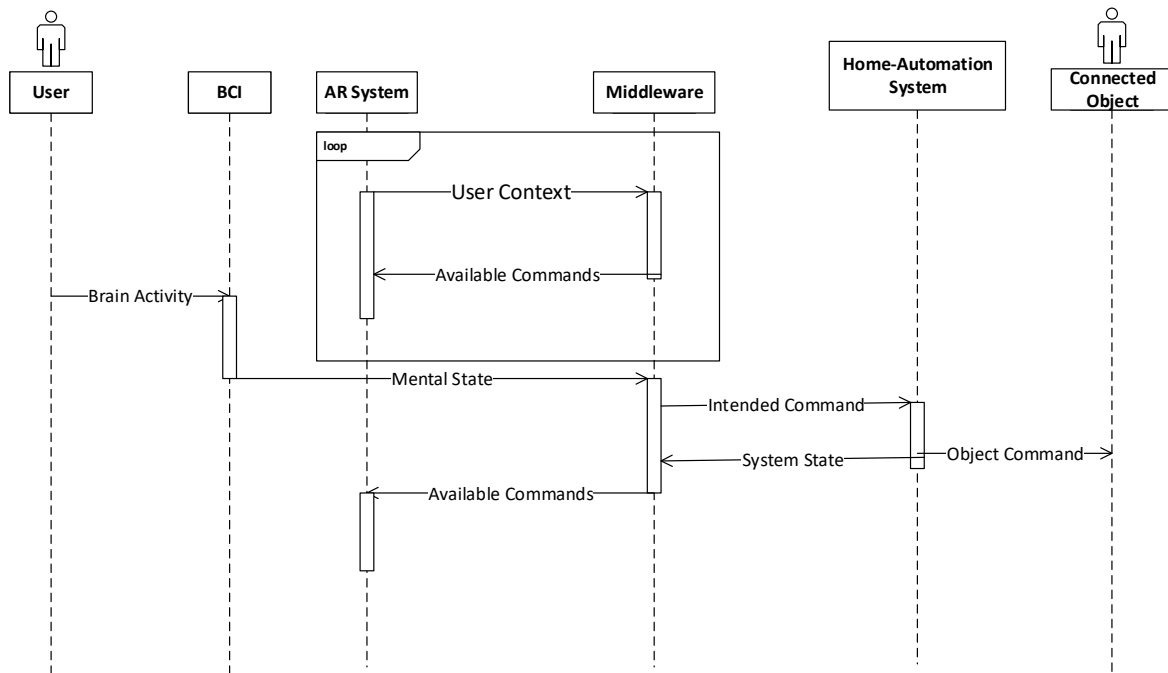 User
BCI
AR System
Middleware
Home-Automation
System
Connected
Object
loop
User Context
Available Commands
Brain Activity
Mental State
Intended Command
System State
Object Command
Available Commands